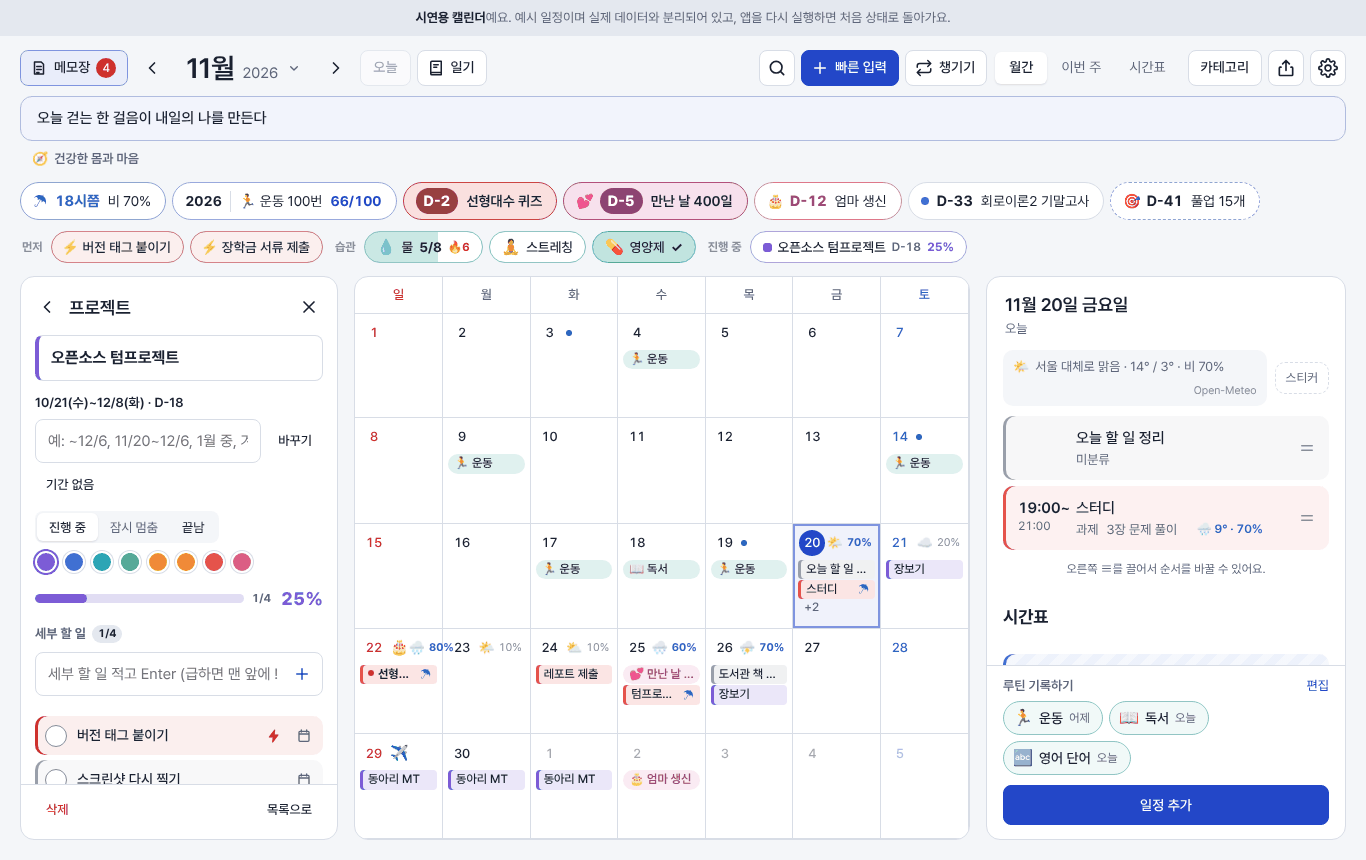 시연용 캘린더예요. 예시 일정이며 실제 데이터와 분리되어 있고, 앱을 다시 실행하면 처음 상태로 돌아가요.
메모장 4 11월 2026 오늘 일기 빠른 입력 챙기기 월간 이번 주 시간표 카테고리
오늘 걷는 한 걸음이 내일의 나를 만든다
건강한 몸과 마음
18시쯤 비 70% 2026 운동 100번 66/100 D-2 선형대수 퀴즈 D-5 만난 날 400일 D-12 엄마 생신 D-33 회로이론2 기말고사 D-41 풀업 15개
먼저 버전 태그 붙이기 장학금 서류 제출 습관 물 5/8 6 스트레칭 영양제 진행 중 오픈소스 텀프로젝트 D-18 25%
프로젝트
오픈소스 텀프로젝트
10/21(수)~12/8(화) · D-18
예: ~12/6, 11/20~12/6, 1월 중, 바꾸기
기간 없음
진행 중 잠시 멈춤 끝남
1/4 25%
세부 할 일 1/4
세부 할 일 적고 Enter (급하면 맨 앞에 !
버전 태그 붙이기
스크린샷 다시 찍기
삭제 목록으로
일 월 화 수 목 금 토
1 2 3 4 5 6 7
운동
8 9 10 11 12 13 14
운동 운동
15 16 17 18 19 20 70% 21 20%
운동 독서 운동 오늘 할 일 ... 장보기
스터디
+2
22 80% 23 10% 24 10% 25 60% 26 70% 27 28
선형... 레포트 제출 만난 날 ... 도서관 책 ...
텀프로... 장보기
29 30 1 2 3 4 5
동아리 MT 동아리 MT 동아리 MT 엄마 생신
11월 20일 금요일
오늘
서울 대체로 맑음 · 14° / 3° · 비 70%
Open-Meteo
스티커
오늘 할 일 정리
미분류
19:00~ 스터디
21:00 과제 3장 문제 풀이 9° · 70%
오른쪽 ≡를 끌어서 순서를 바꿀 수 있어요.
시간표
루틴 기록하기 편집
운동 어제 독서 오늘
abc 영어 단어 오늘
일정 추가